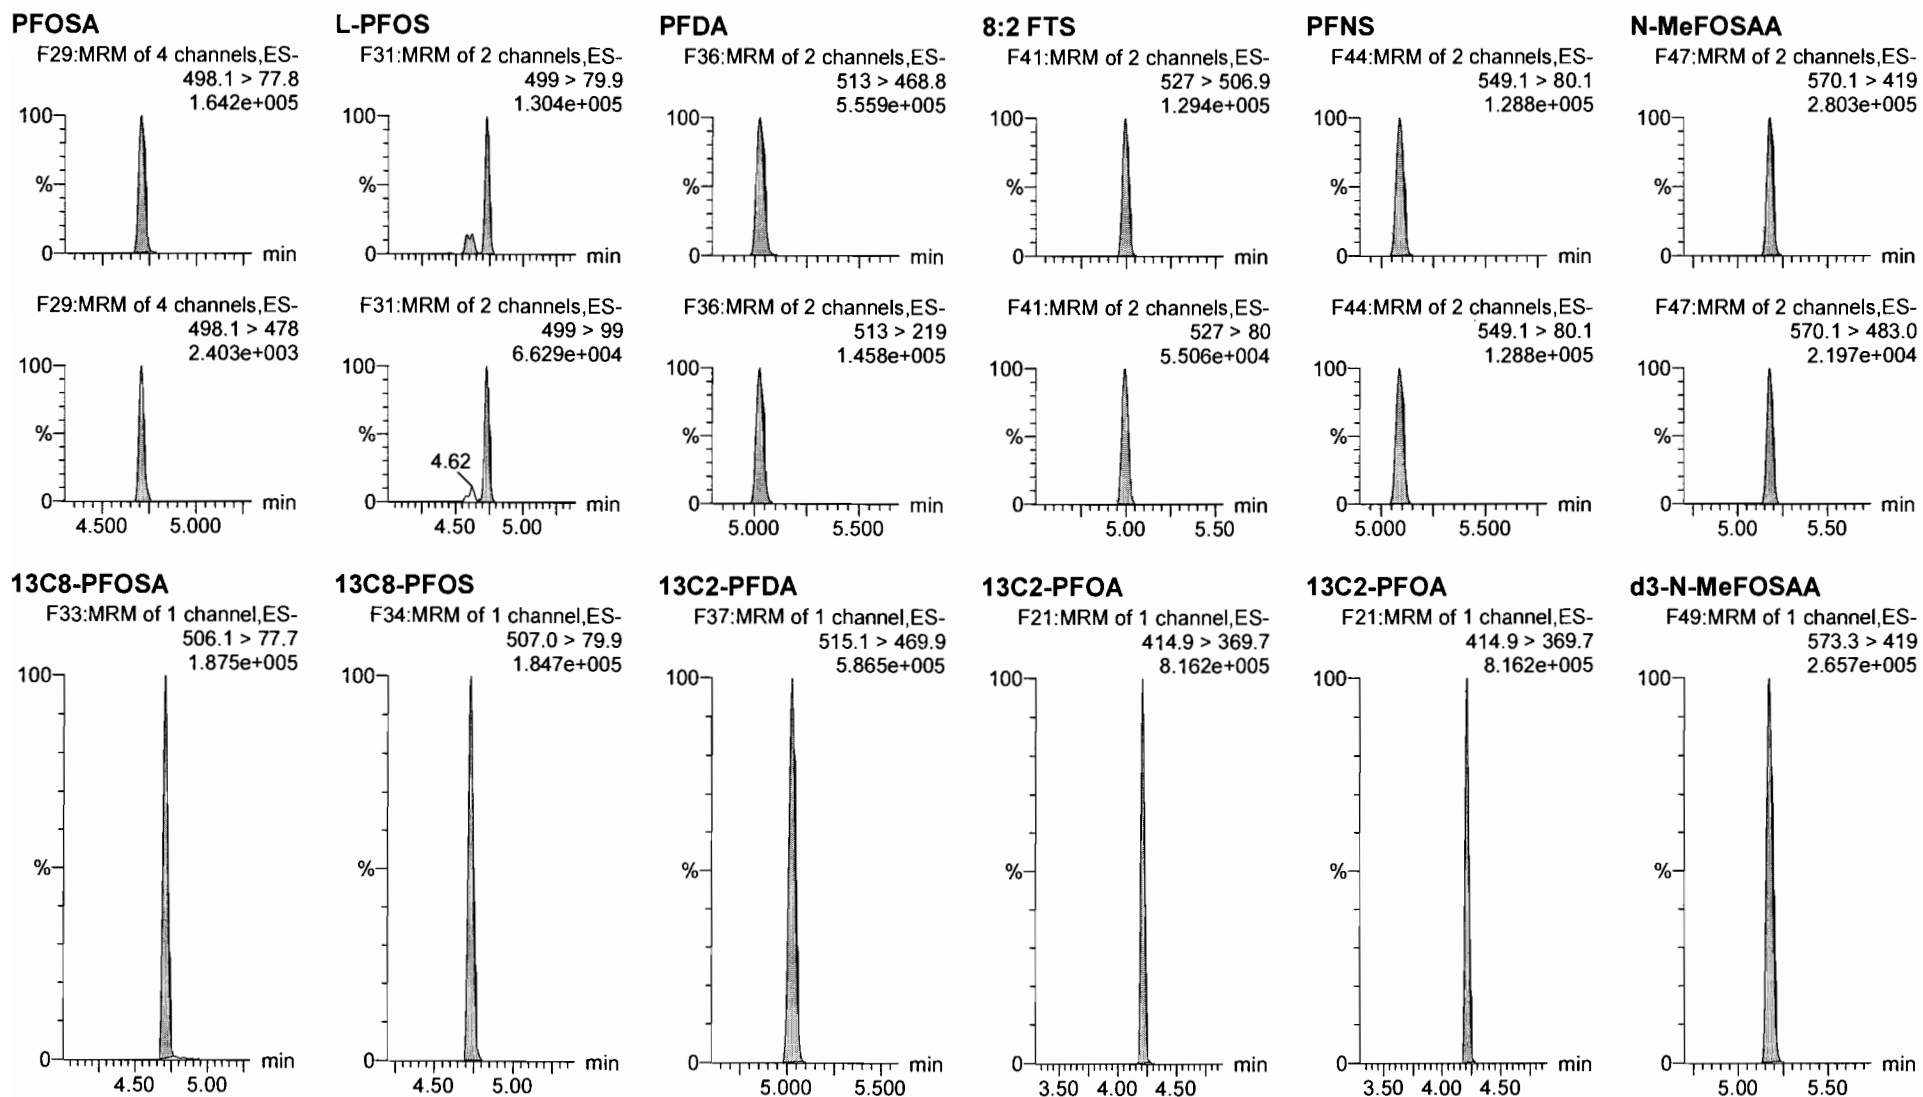 PFOSA
F29:MRM of 4 channels,ES-
498.1 > 77.8
1.642e+005
100
%
0
min
F29:MRM of 4 channels,ES-
498.1 > 478
2.403e+003
100
%
0
min
4.500 5.000
L-PFOS
F31:MRM of 2 channels,ES-
499 > 79.9
1.304e+005
100
%
0
min
F31:MRM of 2 channels,ES-
499 > 99
6.629e+004
100
%
4.62
0
min
4.50 5.00
PFDA
F36:MRM of 2 channels,ES-
513 > 468.8
5.559e+005
100
%
0
min
F36:MRM of 2 channels,ES-
513 > 219
1.458e+005
100
%
0
min
5.000 5.500
8:2 FTS
F41:MRM of 2 channels,ES-
527 > 506.9
1.294e+005
100
%
0
min
F41:MRM of 2 channels,ES-
527 > 80
5.506e+004
100
%
0
min
5.00 5.50
PFNS
F44:MRM of 2 channels,ES-
549.1 > 80.1
1.288e+005
100
%
0
min
F44:MRM of 2 channels,ES-
549.1 > 80.1
1.288e+005
100
%
0
min
5.000 5.500
N-MeFOSAA
F47:MRM of 2 channels,ES-
570.1 > 419
2.803e+005
100
%
0
min
F47:MRM of 2 channels,ES-
570.1 > 483.0
2.197e+004
100
%
0
min
5.00 5.50
13C8-PFOSA
F33:MRM of 1 channel,ES-
506.1 > 77.7
1.875e+005
100
%
0
min
4.50 5.00
13C8-PFOS
F34:MRM of 1 channel,ES-
507.0 > 79.9
1.847e+005
100
%
0
min
4.50 5.00
13C2-PFDA
F37:MRM of 1 channel,ES-
515.1 > 469.9
5.865e+005
100
%
0
min
5.000 5.500
13C2-PFOA
F21:MRM of 1 channel,ES-
414.9 > 369.7
8.162e+005
100
%
0
min
3.50 4.00 4.50
13C2-PFOA
F21:MRM of 1 channel,ES-
414.9 > 369.7
8.162e+005
100
%
0
min
3.50 4.00 4.50
d3-N-MeFOSAA
F49:MRM of 1 channel,ES-
573.3 > 419
2.657e+005
100
%
0
min
5.00 5.50